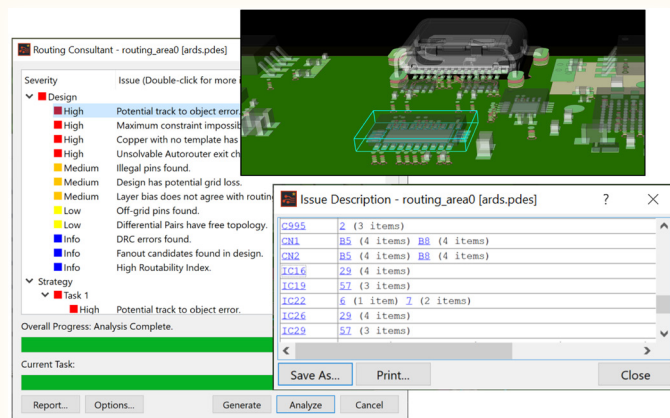 Routing Consultant - routing_area0 [ards.pdes]
Severity Issue (Double-click for more
Design
High Potential track to object error.
High Maximum constraint impossib
High Copper with no template has
High Unsolvable Autorouter exit ch
Medium Illegal pins found.
Medium Design has potential grid loss.
Medium Layer bias does not agree with routin
Low Off-grid pins found.
Low Differential Pairs have free topology.
Info DRC errors found.
Info Fanout candidates found in design.
Info High Routability Index.
Strategy
Task 1
High Potential track to object error.
Overall Progress: Analysis Complete.
Current Task:
Report... Options... Generate Analyze Cancel
Issue Description - routing_area0 [ards.pdes] ?
C995 2 (3 items)
CN1 B5 (4 items) B8 (4 items)
CN2 B5 (4 items) B8 (4 items)
IC16 29 (4 items)
IC19 57 (3 items)
IC22 6 (1 item) 7 (2 items)
IC26 29 (4 items)
IC29 57 (3 items)
Save As... Print... Close